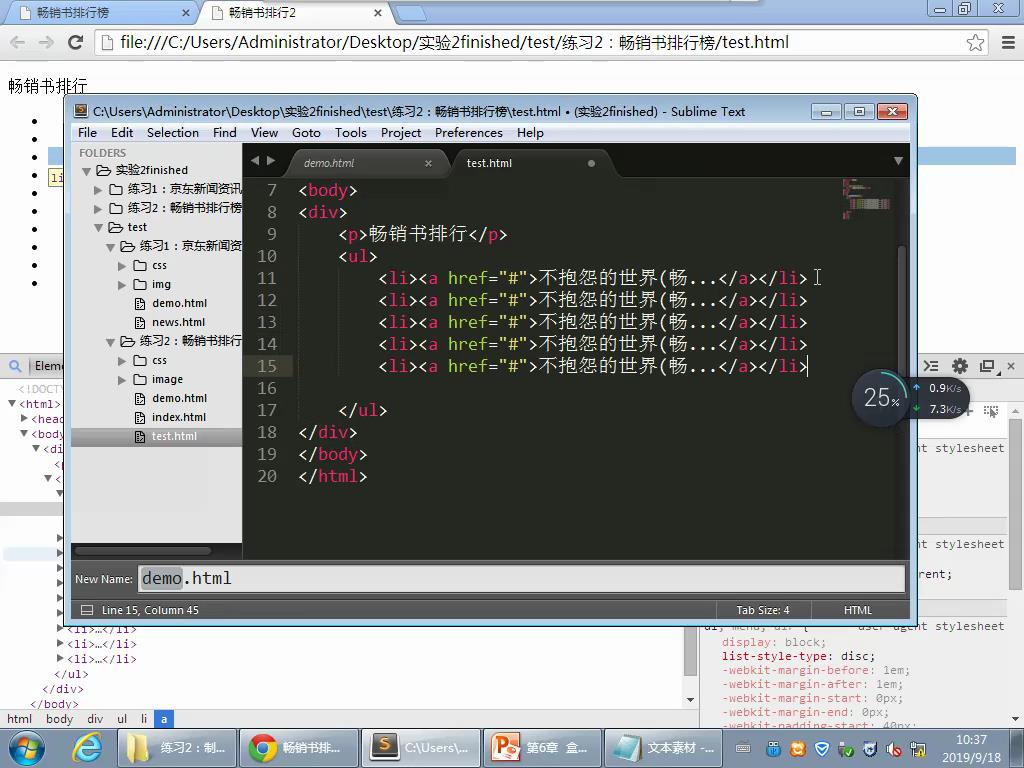 畅销书排行榜
畅销书排行2
file:///C:/Users/Administrator/Desktop/实验2finished/test/练习2：畅销书排行榜/test.html
畅销书排行
C:\Users\Administrator\Desktop\实验2finished\test\练习2：畅销书排行榜\test.html • (实验2finished) - Sublime Text
File Edit Selection Find View Goto Tools Project Preferences Help
FOLDERS
实验2finished
练习1：京东新闻资讯
练习2：畅销书排行榜
test
练习1：京东新闻资
css
img
demo.html
news.html
练习2：畅销书排行
css
image
demo.html
index.html
test.html
demo.html
test.html
7 <body>
8 <div>
9 <p>畅销书排行</p>
10 <ul>
11 <li><a href="#">不抱怨的世界(畅...</a></li>
12 <li><a href="#">不抱怨的世界(畅...</a></li>
13 <li><a href="#">不抱怨的世界(畅...</a></li>
14 <li><a href="#">不抱怨的世界(畅...</a></li>
15 <li><a href="#">不抱怨的世界(畅...</a></li>
16
17 </ul>
18 </div>
19 </body>
20 </html>
New Name: demo.html
Line 15, Column 45
Tab Size: 4
HTML
25%
0.9K/s
7.3K/s
li
Eleme
<!DOCT
<html>
<head
<body
<di
<p
<
nt stylesheet
nt stylesheet
rent;
user agent stylesheet
display: block;
list-style-type: disc;
-webkit-margin-before: 1em;
-webkit-margin-after: 1em;
-webkit-margin-start: 0px;
-webkit-margin-end: 0px;
-webkit-padding-start: 40px;
<li>…</li>
<li>…</li>
<li>…</li>
</ul>
</div>
</body>
html body div ul li a
练习2：制...
畅销书排...
C:\Users\...
第6章 盒...
文本素材 -...
10:37
2019/9/18